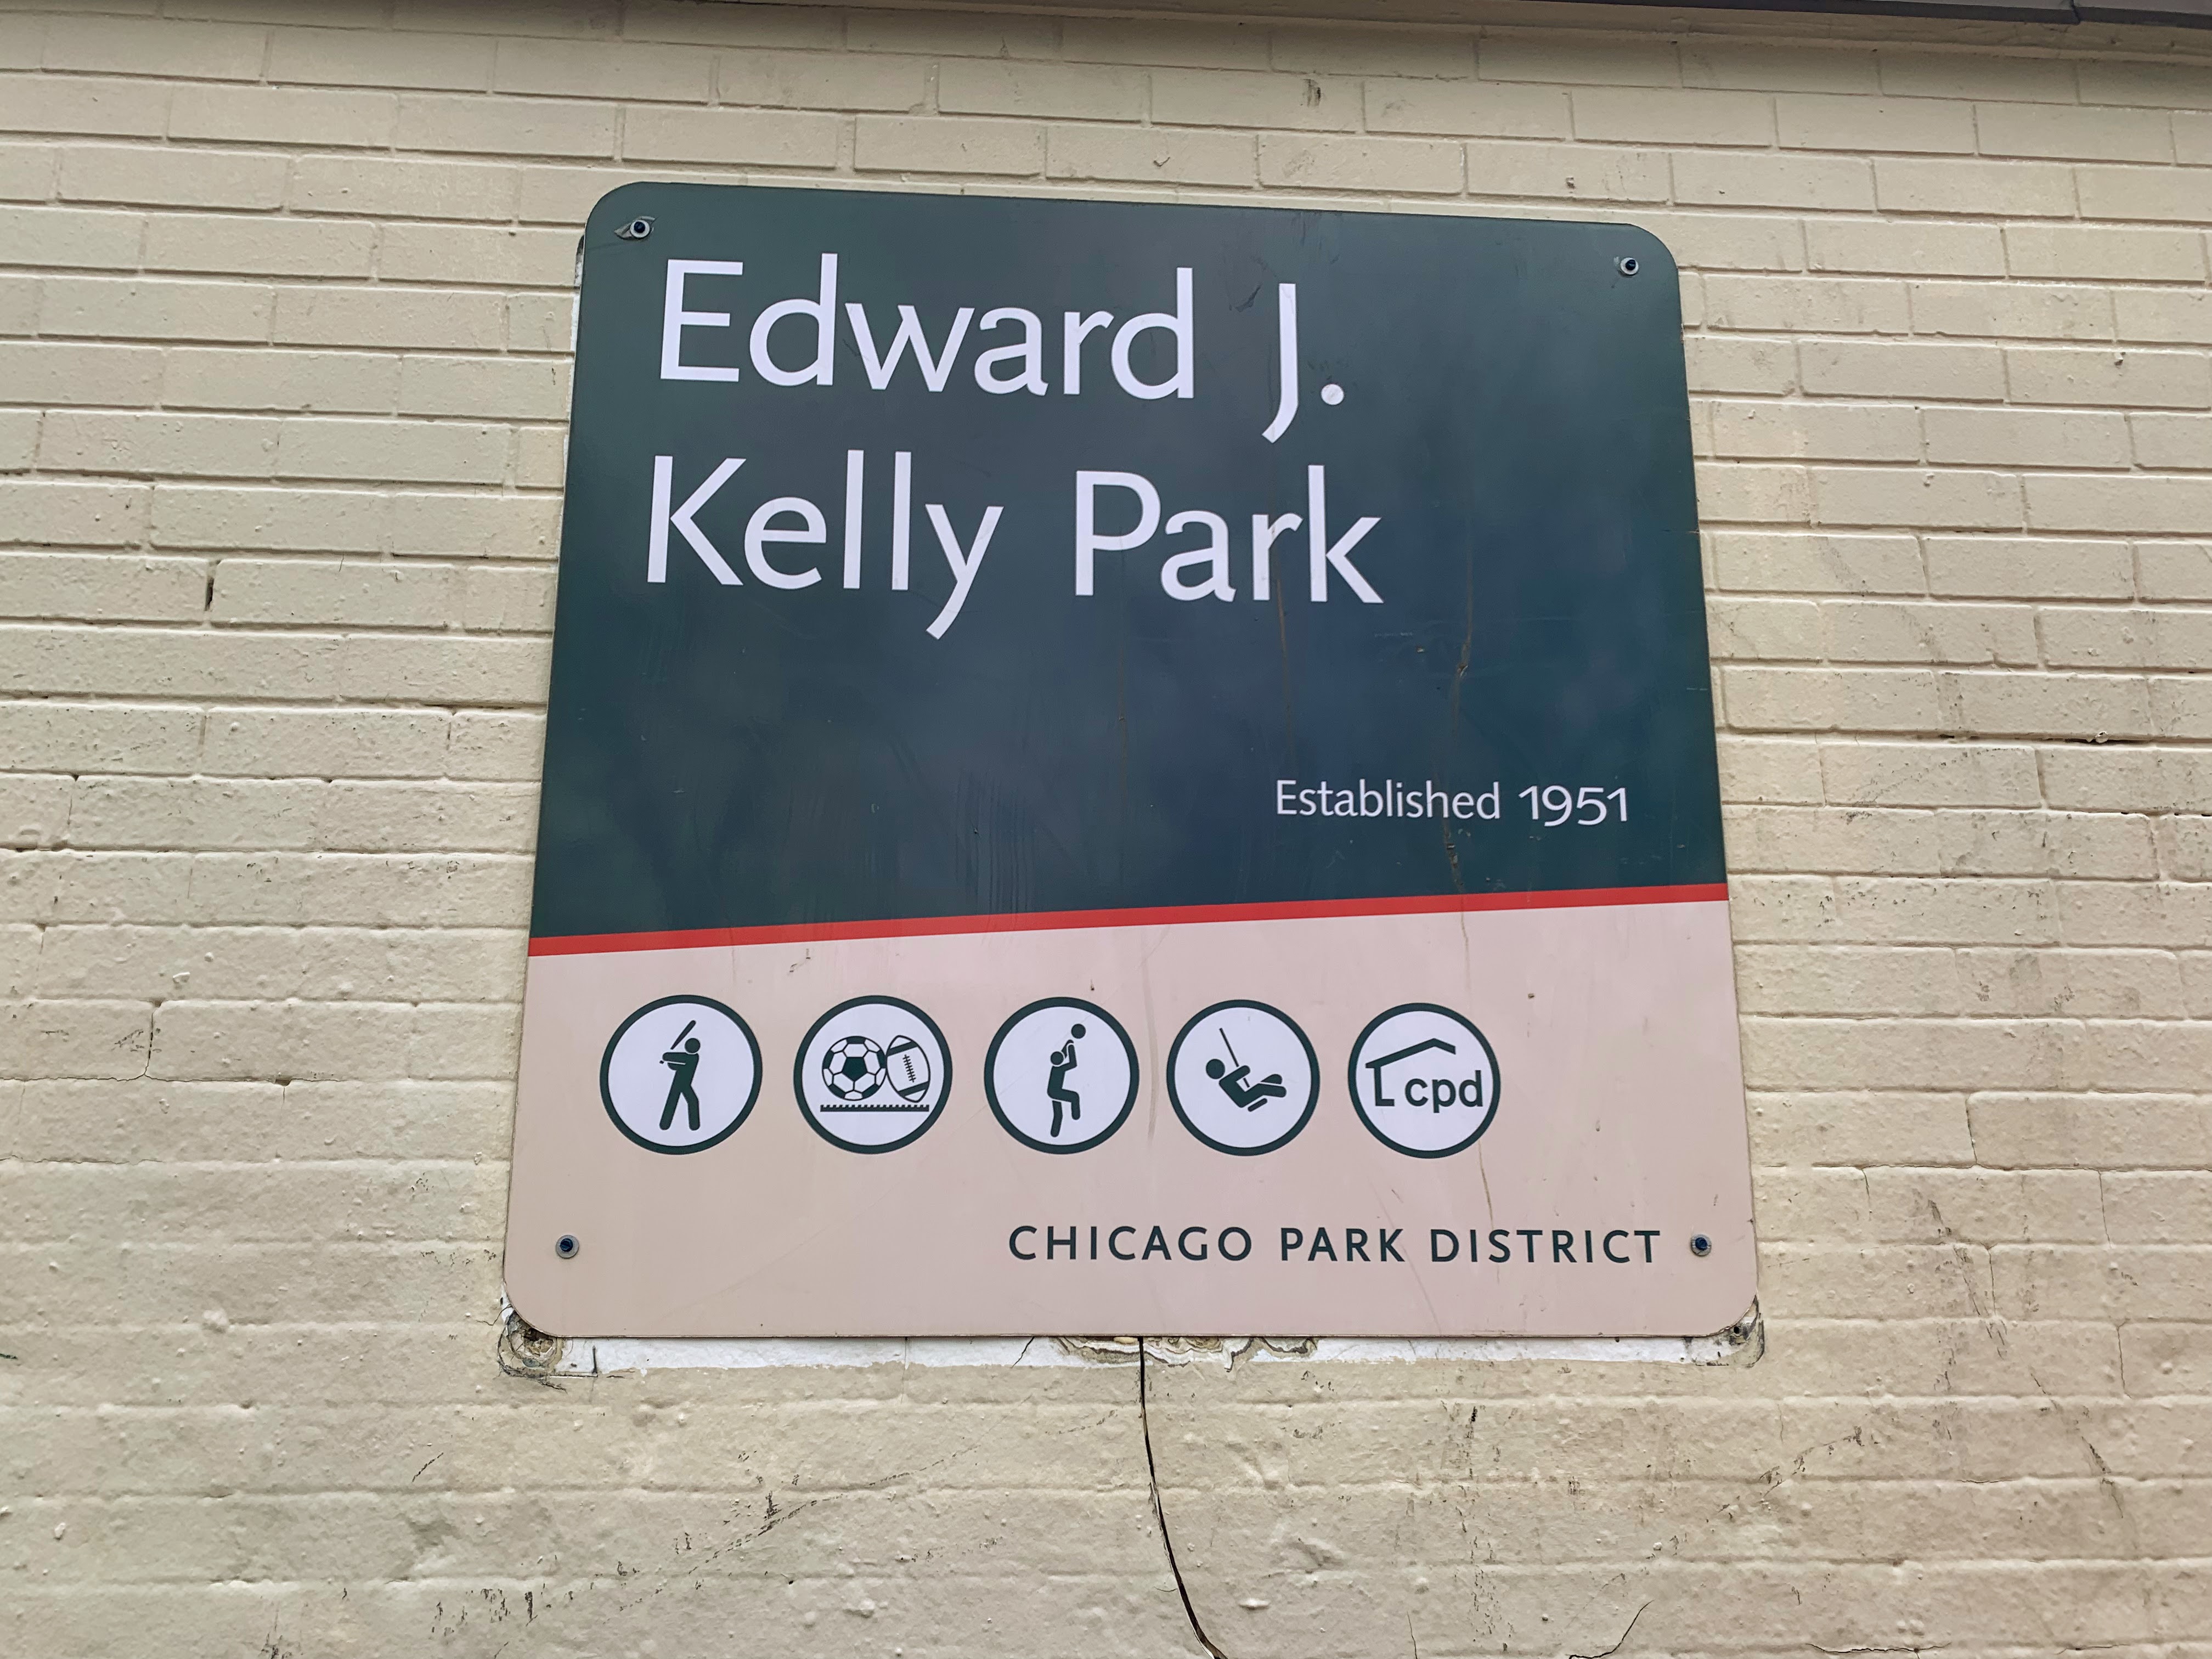 Edward J.
Kelly Park
Established 1951
cpd
CHICAGO PARK DISTRICT